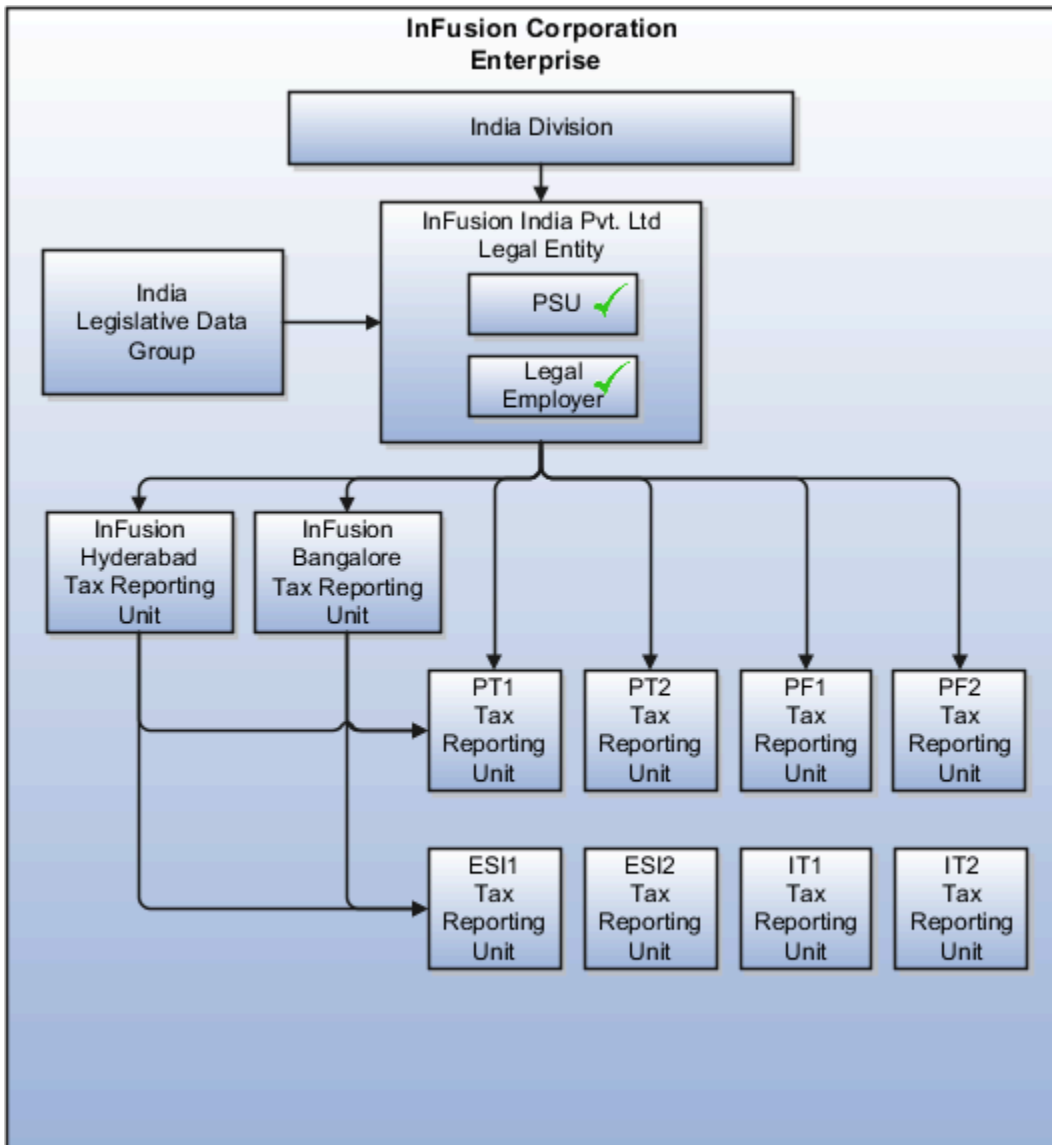 InFusion Corporation
Enterprise
India Division
InFusion India Pvt. Ltd
Legal Entity
PSU
Legal
Employer
India
Legislative Data
Group
InFusion
Hyderabad
Tax Reporting
Unit
InFusion
Bangalore
Tax Reporting
Unit
PT1
Tax
Reporting
Unit
PT2
Tax
Reporting
Unit
PF1
Tax
Reporting
Unit
PF2
Tax
Reporting
Unit
ESI1
Tax
Reporting
Unit
ESI2
Tax
Reporting
Unit
IT1
Tax
Reporting
Unit
IT2
Tax
Reporting
Unit